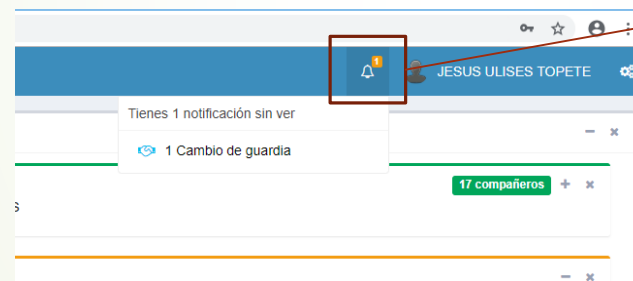 1
JESUS ULISES TOPETE
Tienes 1 notificación sin ver
1 Cambio de guardia
17 compañeros
s